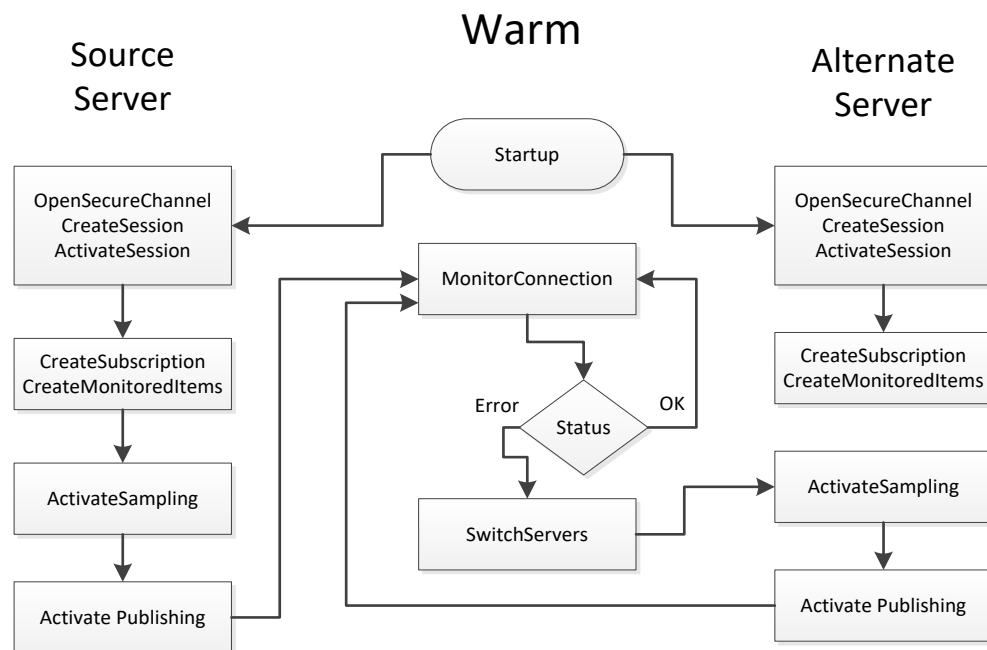 Warm
Source
Server
Alternate
Server
Startup
OpenSecureChannel
CreateSession
ActivateSession
OpenSecureChannel
CreateSession
ActivateSession
MonitorConnection
CreateSubscription
CreateMonitoredItems
CreateSubscription
CreateMonitoredItems
Error
OK
Status
ActivateSampling
ActivateSampling
SwitchServers
Activate Publishing
Activate Publishing